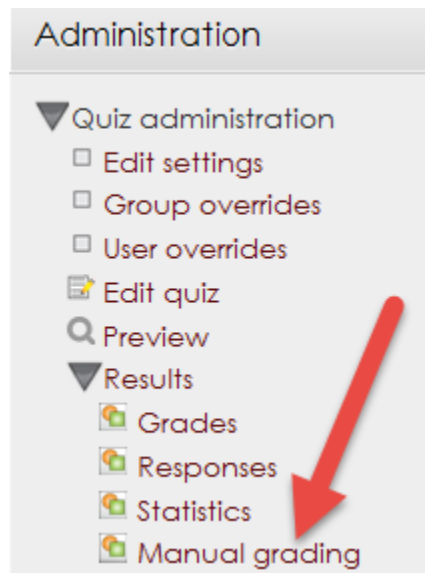 Administration
Quiz administration
Edit settings
Group overrides
User overrides
Edit quiz
Preview
Results
Grades
Responses
Statistics
Manual grading